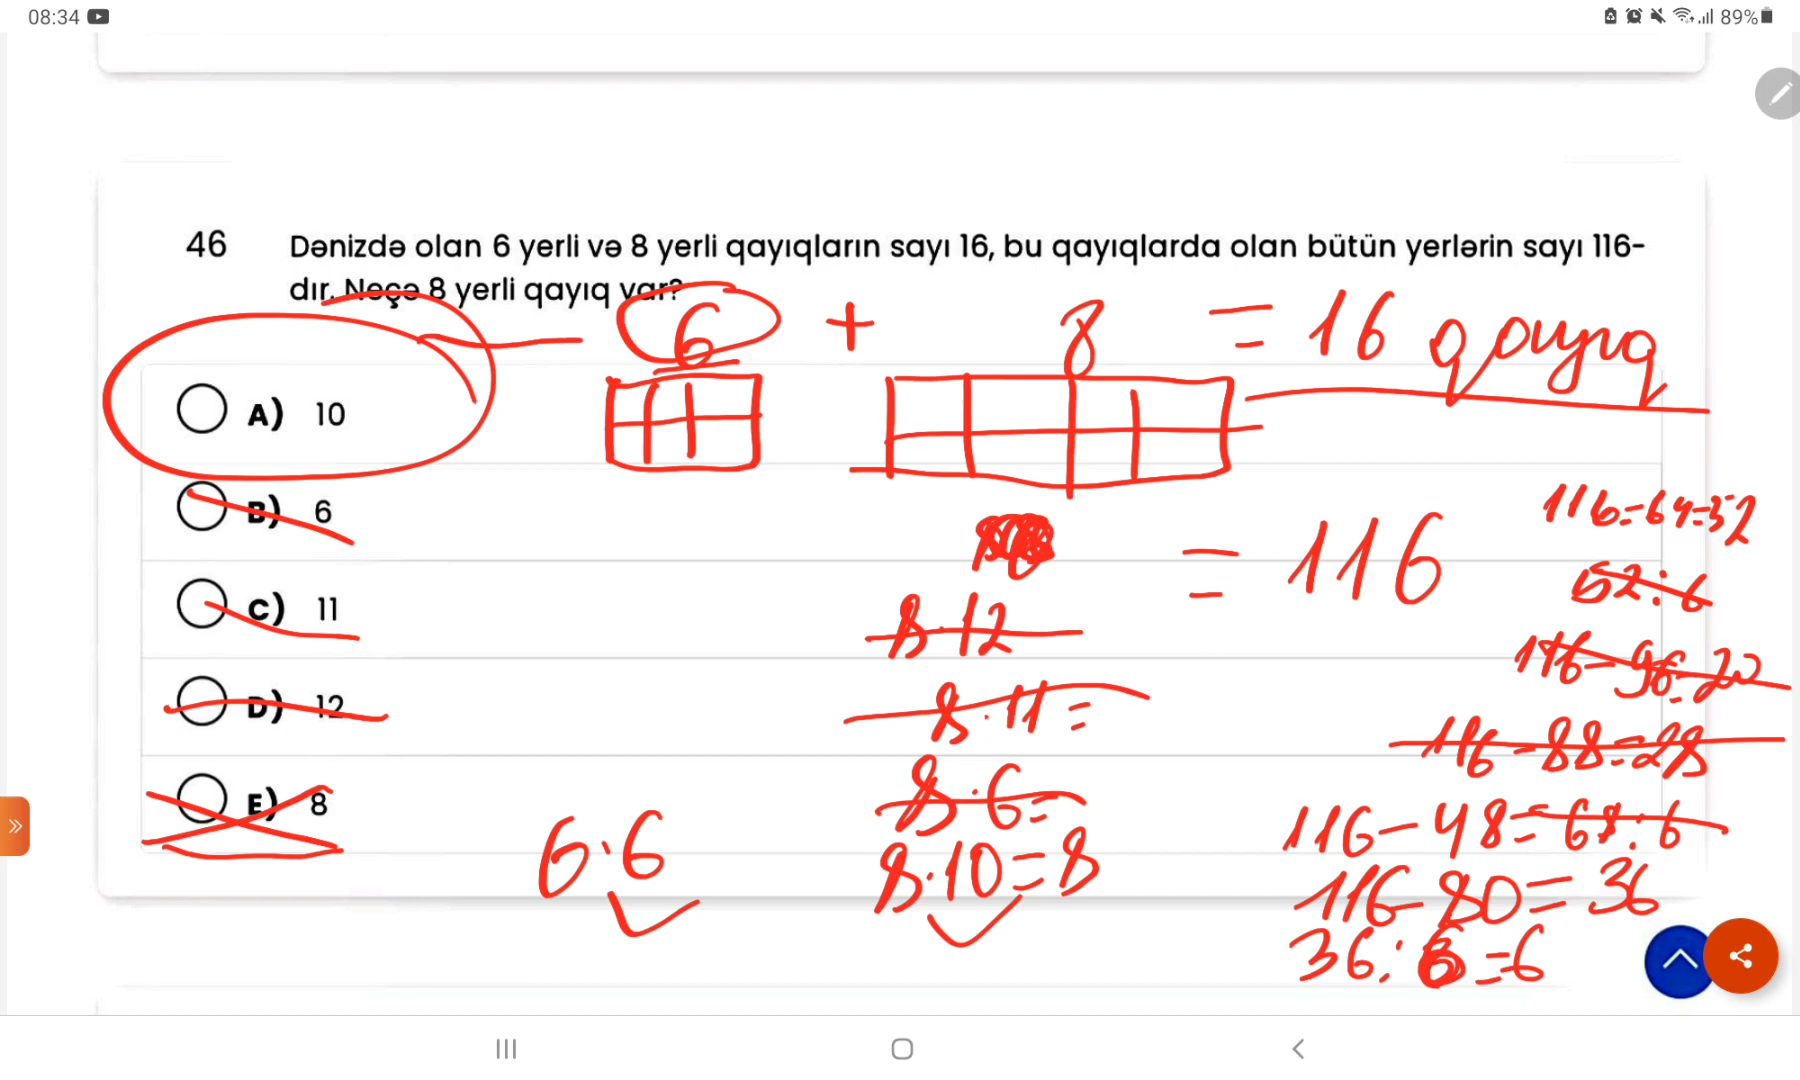 08:34
89%
46 Dənizdə olan 6 yerli və 8 yerli qayıqların sayı 16, bu qayıqlarda olan bütün yerlərin sayı 116-
dır. Neçə 8 yerli qayıq var?
6 + 8 = 16 qayıq
A) 10
B) 6
C) 11
D) 12
E) 8
= 116
8·12
8·11=
8·6=
6·6
8·10=8
116-64=52
52:6
116-96=20
116-88=28
116-48=68:6
116-80=36
36:6=6